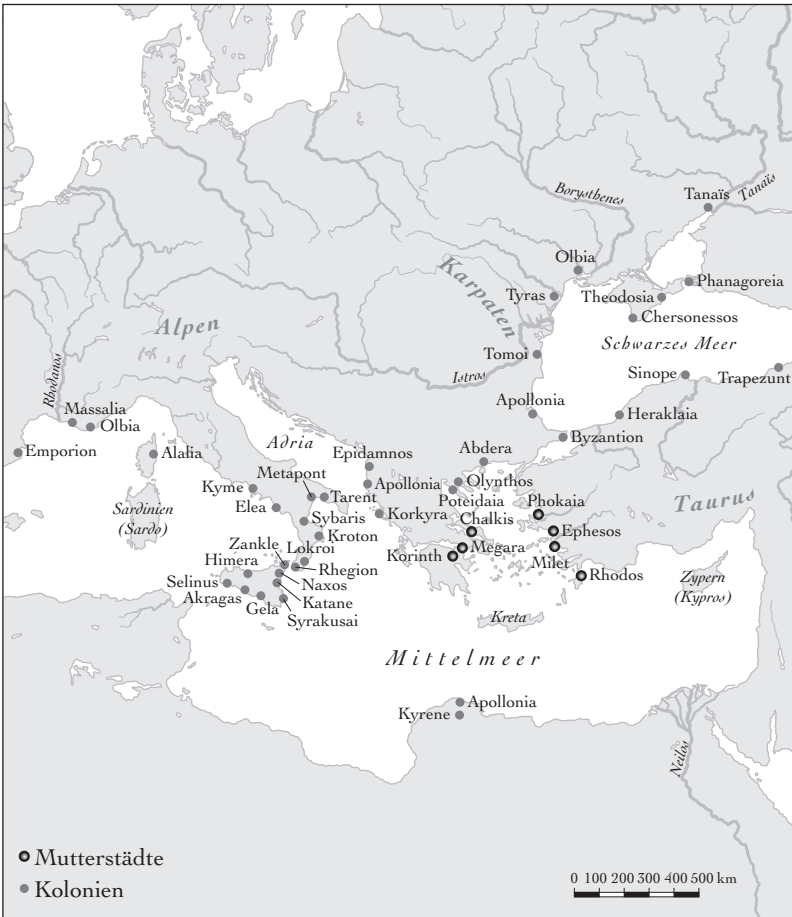 Borysthenes
Tanaïs
Tanaïs
Olbia
Karpaten
Phanagoreia
Tyras
Theodosia
Chersonessos
Alpen
Schwarzes Meer
Tomoi
Rhodanos
Istros
Sinope
Trapezunt
Massalia
Olbia
Apollonia
Heraklaia
Byzantion
Adria
Emporion
Alalia
Epidamnos
Abdera
Metapont
Kyme
Tarent
Apollonia
Olynthos
Poteidaia
Phokaia
Taurus
Sardinien
(Sardo)
Elea
Korkyra
Chalkis
Sybaris
Ephesos
Kroton
Zankle
Lokroi
Korinth
Megara
Milet
Himera
Rhegion
Rhodos
Zypern
(Kypros)
Selinus
Naxos
Akragas
Katane
Gela
Syrakusai
Kreta
Mittelmeer
Apollonia
Kyrene
Neilos
Mutterstädte
Kolonien
0 100 200 300 400 500 km